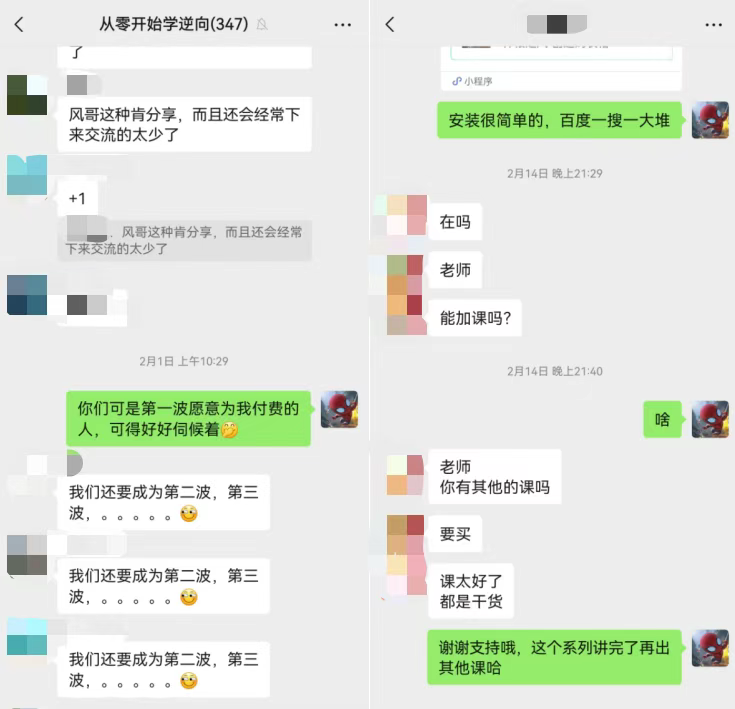 从零开始学逆向(347)
了
风哥这种肯分享，而且还会经常下
来交流的太少了
+1
：风哥这种肯分享，而且还会经常
下来交流的太少了
2月1日 上午10:29
你们可是第一波愿意为我付费的
人，可得好好伺候着🤭
我们还要成为第二波，第三
波，。。。。。
我们还要成为第二波，第三
波，。。。。。
我们还要成为第二波，第三
波，。。。。。
小程序
安装很简单的，百度一搜一大堆
2月14日 晚上21:29
在吗
老师
能加课吗？
2月14日 晚上21:40
啥
老师
你有其他的课吗
要买
课太好了
都是干货
谢谢支持哦，这个系列讲完了再出
其他课哈